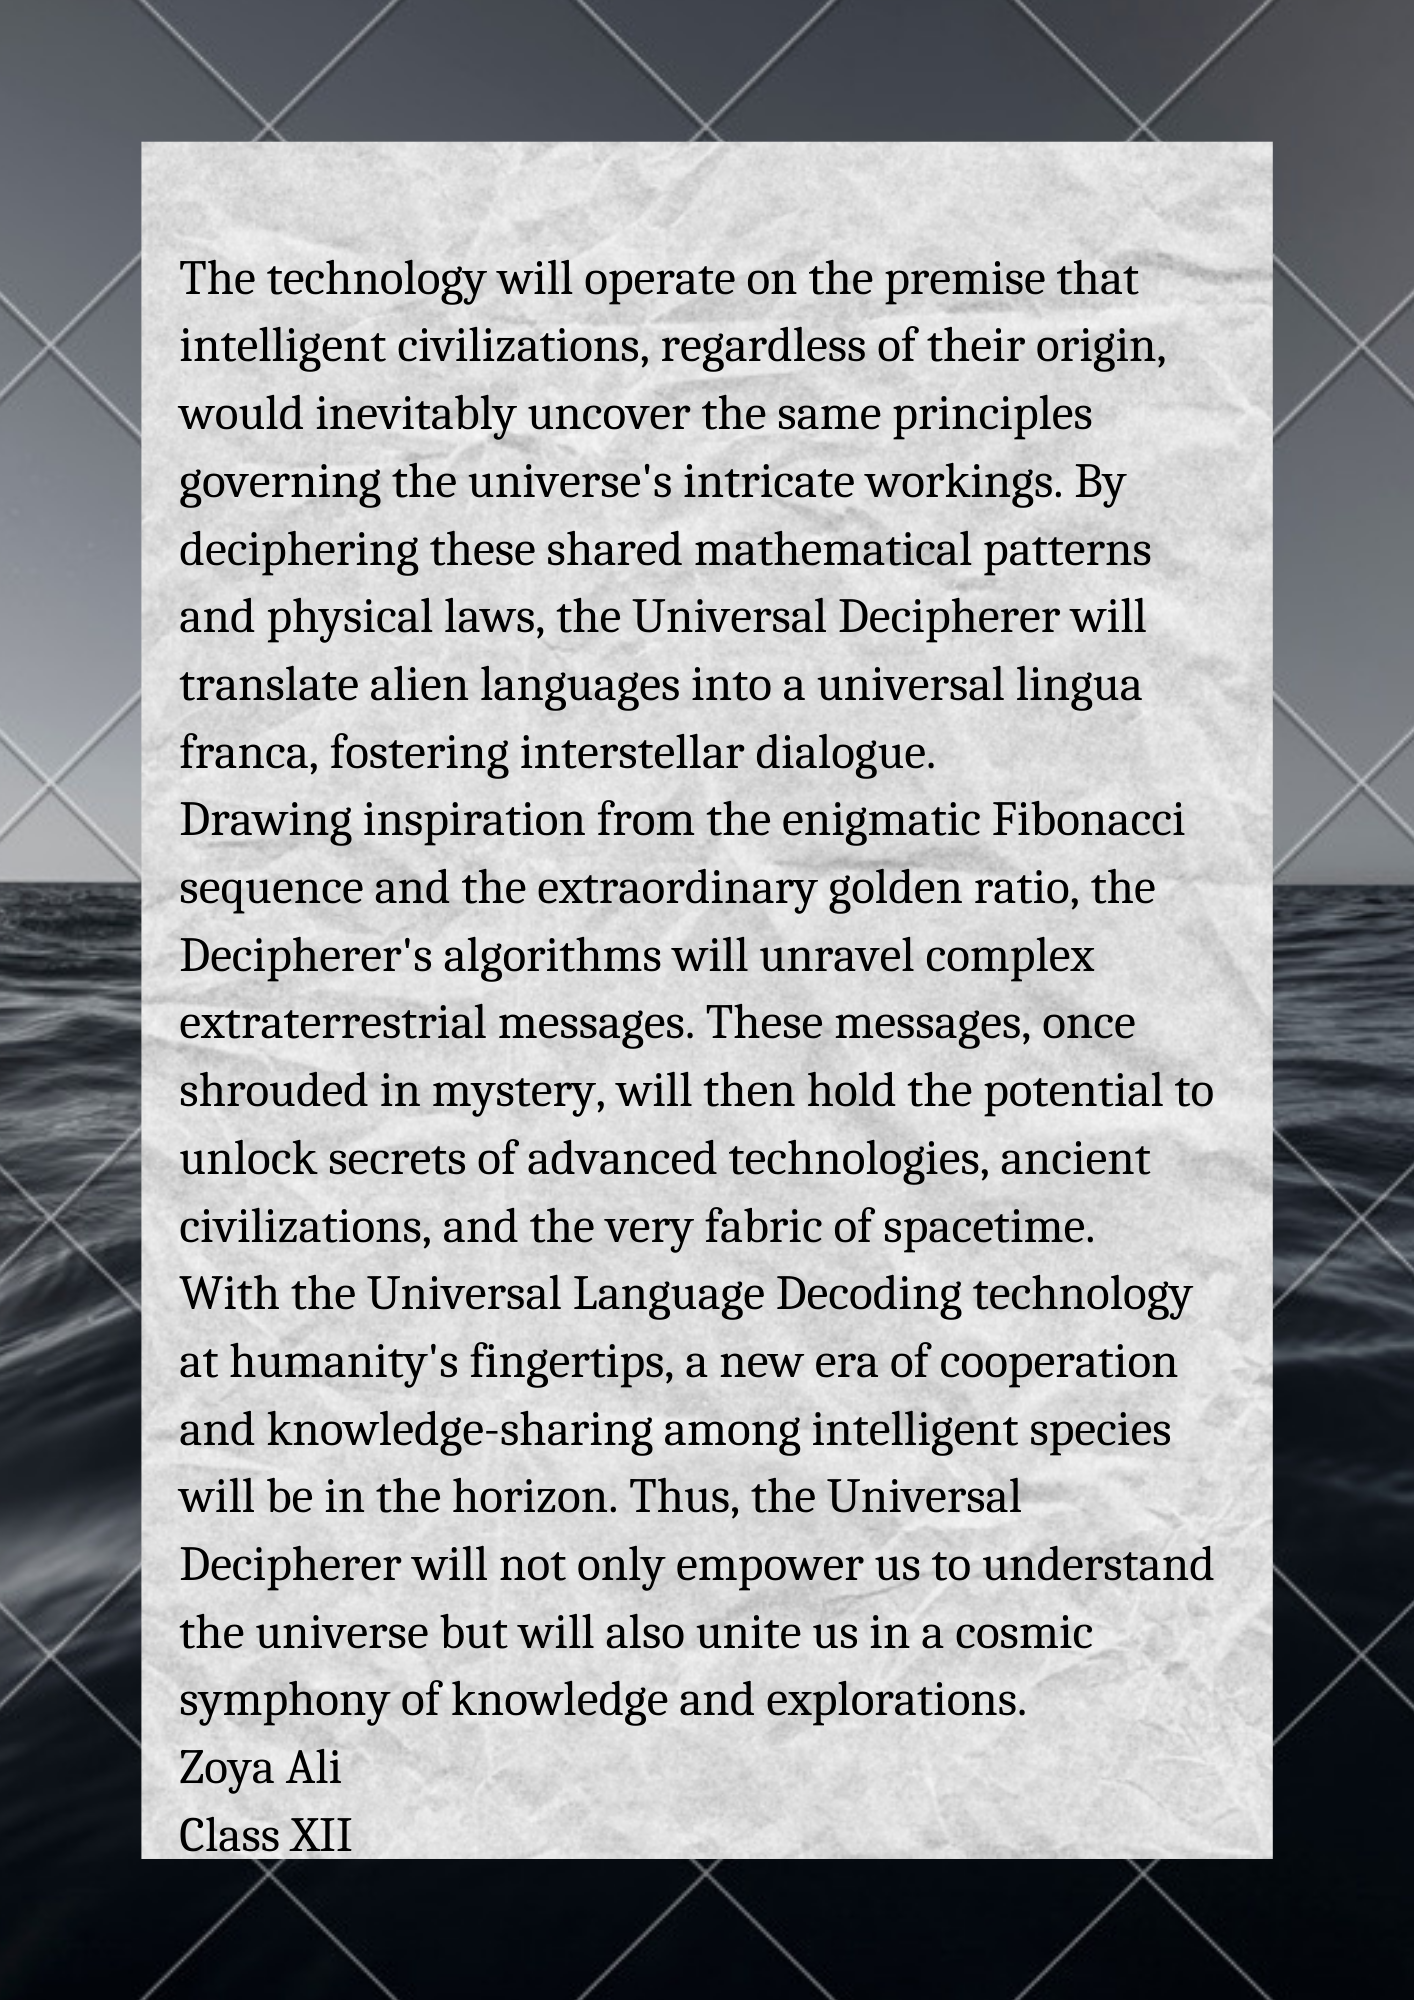 The technology will operate on the premise that
intelligent civilizations, regardless of their origin,
would inevitably uncover the same principles
governing the universe's intricate workings. By
deciphering these shared mathematical patterns
and physical laws, the Universal Decipherer will
translate alien languages into a universal lingua
franca, fostering interstellar dialogue.
Drawing inspiration from the enigmatic Fibonacci
sequence and the extraordinary golden ratio, the
Decipherer's algorithms will unravel complex
extraterrestrial messages. These messages, once
shrouded in mystery, will then hold the potential to
unlock secrets of advanced technologies, ancient
civilizations, and the very fabric of spacetime.
With the Universal Language Decoding technology
at humanity's fingertips, a new era of cooperation
and knowledge-sharing among intelligent species
will be in the horizon. Thus, the Universal
Decipherer will not only empower us to understand
the universe but will also unite us in a cosmic
symphony of knowledge and explorations.
Zoya Ali
Class XII